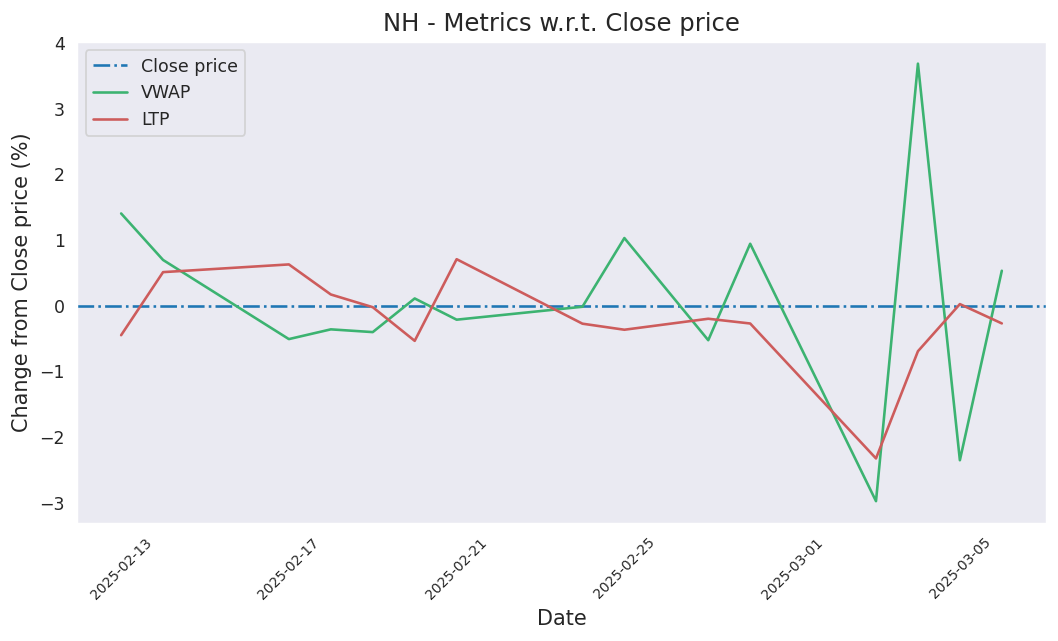 NH - Metrics w.r.t. Close price
Close price
VWAP
LTP
Change from Close price (%)
4
3
2
1
0
−1
−2
−3
2025-02-13
2025-02-17
2025-02-21
2025-02-25
2025-03-01
2025-03-05
Date